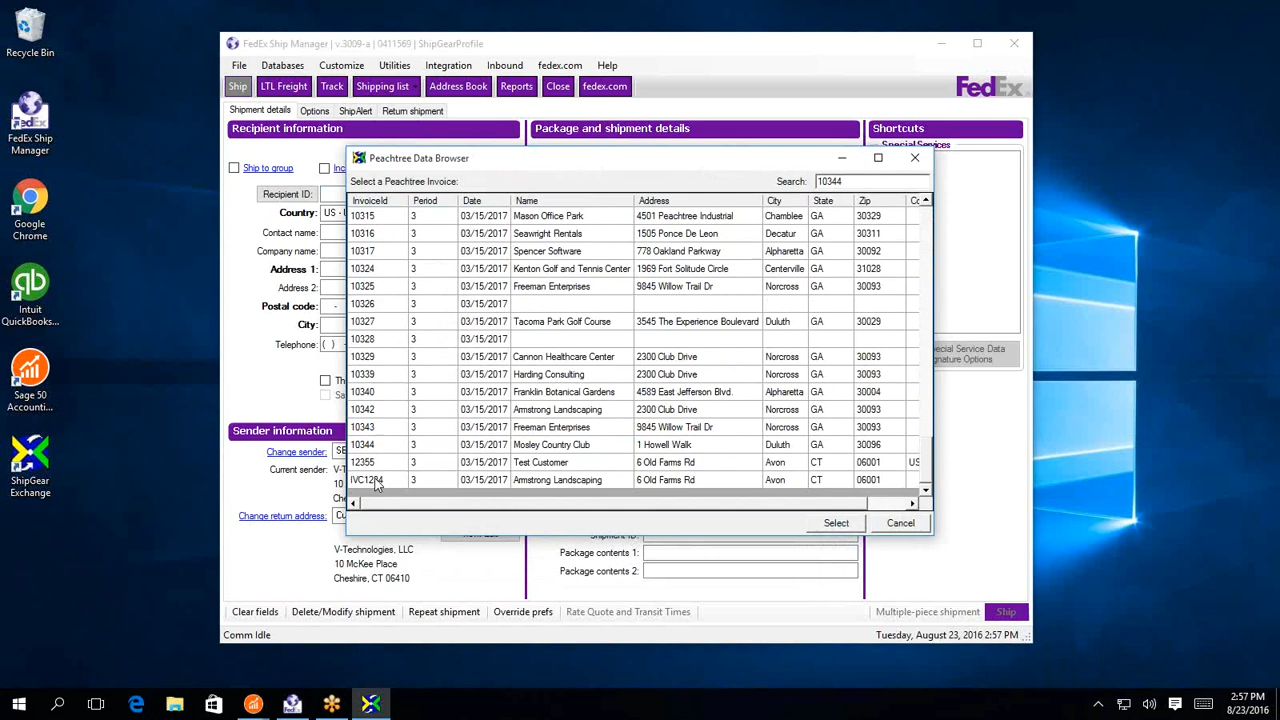 Recycle Bin
FedEx Ship Manager
Google Chrome
Intuit QuickBooks...
Sage 50 Accounti...
ShipGear Exchange
FedEx Ship Manager | v.3009-a | 0411569 | ShipGearProfile
File Databases Customize Utilities Integration Inbound fedex.com Help
Ship LTL Freight Track Shipping list Address Book Reports Close fedex.com FedEx
Shipment details Options ShipAlert Return shipment
Recipient information Package and shipment details Shortcuts
Special Services
Ship to group
Recipient ID:
Country: US - U
Contact name:
Company name:
Address 1:
Address 2:
Postal code: -
City:
Telephone: ( ) -
Peachtree Data Browser
Select a Peachtree Invoice: Search: 10344
InvoiceId Period Date Name Address City State Zip
10315 3 03/15/2017 Mason Office Park 4501 Peachtree Industrial Chamblee GA 30329
10316 3 03/15/2017 Seawright Rentals 1505 Ponce De Leon Decatur GA 30311
10317 3 03/15/2017 Spencer Software 778 Oakland Parkway Alpharetta GA 30092
10324 3 03/15/2017 Kenton Golf and Tennis Center 1969 Fort Solitude Circle Centerville GA 31028
10325 3 03/15/2017 Freeman Enterprises 9845 Willow Trail Dr Norcross GA 30093
10326 3 03/15/2017
10327 3 03/15/2017 Tacoma Park Golf Course 3545 The Experience Boulevard Duluth GA 30029
10328 3 03/15/2017
10329 3 03/15/2017 Cannon Healthcare Center 2300 Club Drive Norcross GA 30093
10339 3 03/15/2017 Harding Consulting 2300 Club Drive Norcross GA 30093
10340 3 03/15/2017 Franklin Botanical Gardens 4589 East Jefferson Blvd. Alpharetta GA 30004
10342 3 03/15/2017 Armstrong Landscaping 2300 Club Drive Norcross GA 30093
10343 3 03/15/2017 Freeman Enterprises 9845 Willow Trail Dr Norcross GA 30093
10344 3 03/15/2017 Mosley Country Club 1 Howell Walk Duluth GA 30096
12355 3 03/15/2017 Test Customer 6 Old Farms Rd Avon CT 06001 US
IVC1234 3 03/15/2017 Armstrong Landscaping 6 Old Farms Rd Avon CT 06001
Select Cancel
Sender information
Change sender:
Current sender: V-T
10
Change return address:
V-Technologies, LLC
10 McKee Place
Cheshire, CT 06410
Shipment ID:
Package contents 1:
Package contents 2:
Clear fields Delete/Modify shipment Repeat shipment Override prefs Rate Quote and Transit Times Multiple-piece shipment Ship
Comm Idle Tuesday, August 23, 2016 2:57 PM
2:57 PM
8/23/2016